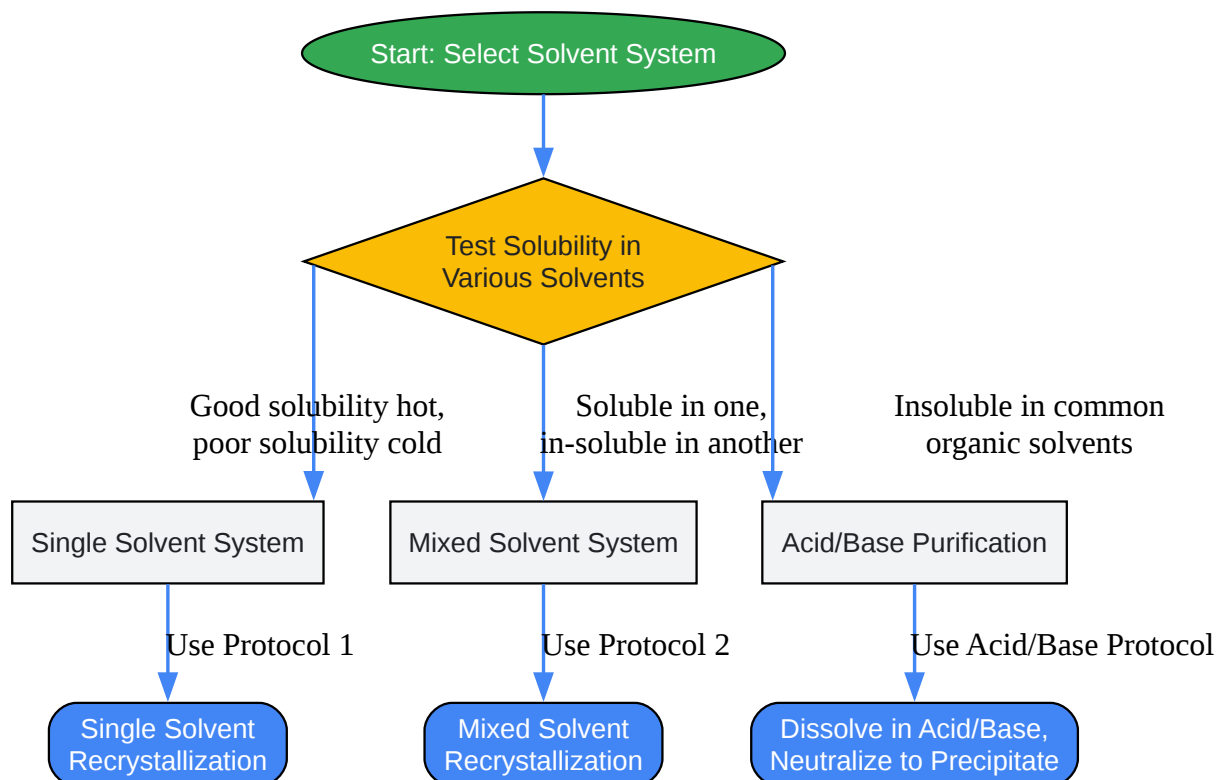 Start: Select Solvent System
Test Solubility in
Various Solvents
Good solubility hot,
poor solubility cold
Soluble in one,
in-soluble in another
Insoluble in common
organic solvents
Single Solvent System
Mixed Solvent System
Acid/Base Purification
Use Protocol 1
Use Protocol 2
Use Acid/Base Protocol
Single Solvent
Recrystallization
Mixed Solvent
Recrystallization
Dissolve in Acid/Base,
Neutralize to Precipitate